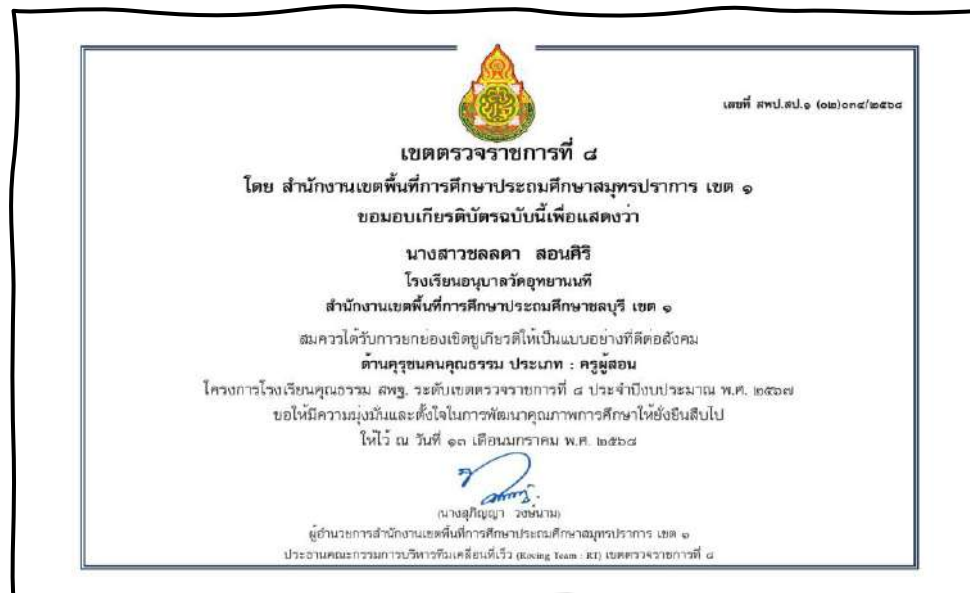 เลขที่ สพป.สป.๑ (๐๒)๐๓๔/๒๕๖๘
เขตตรวจราชการที่ ๘
โดย สำนักงานเขตพื้นที่การศึกษาประถมศึกษาสมุทรปราการ เขต ๑
ขอมอบเกียรติบัตรฉบับนี้เพื่อแสดงว่า
นางสาวชลลดา สอนศิริ
โรงเรียนอนุบาลวัดอุทยานนที
สำนักงานเขตพื้นที่การศึกษาประถมศึกษาชลบุรี เขต ๑
สมควรได้รับการยกย่องเชิดชูเกียรติให้เป็นแบบอย่างที่ดีต่อสังคม
ด้านคุรุชนคนคุณธรรม ประเภท : ครูผู้สอน
โครงการโรงเรียนคุณธรรม สพฐ. ระดับเขตตรวจราชการที่ ๘ ประจำปีงบประมาณ พ.ศ. ๒๕๖๗
ขอให้มีความมุ่งมั่นและตั้งใจในการพัฒนาคุณภาพการศึกษาให้ยั่งยืนสืบไป
ให้ไว้ ณ วันที่ ๑๓ เดือนมกราคม พ.ศ. ๒๕๖๘
(นางสุภิญญา วงษ์นาม)
ผู้อำนวยการสำนักงานเขตพื้นที่การศึกษาประถมศึกษาสมุทรปราการ เขต ๑
ประธานคณะกรรมการบริหารทีมเคลื่อนที่เร็ว (Roving Team : RT) เขตตรวจราชการที่ ๘